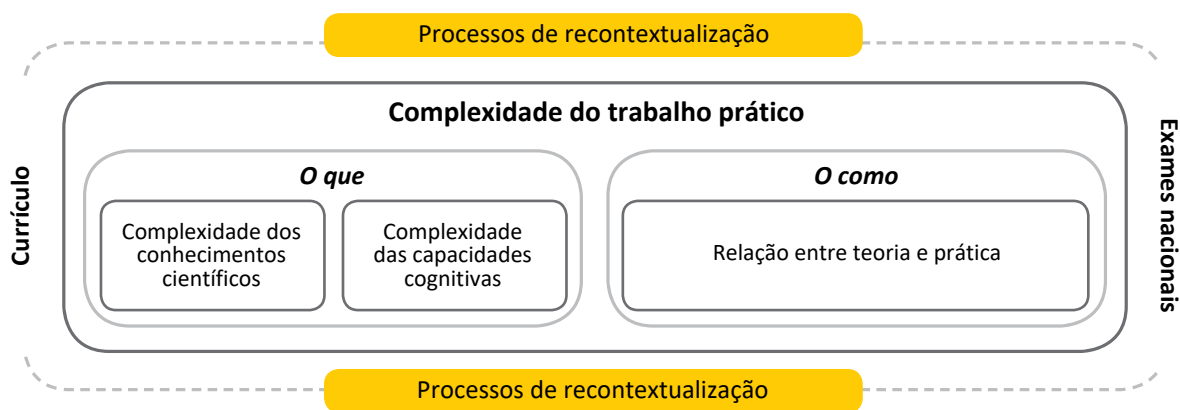 Processos de recontextualização
Complexidade do trabalho prático
Currículo
O que
Complexidade dos
conhecimentos
científicos
Complexidade
das capacidades
cognitivas
O como
Relação entre teoria e prática
Exames nacionais
Processos de recontextualização